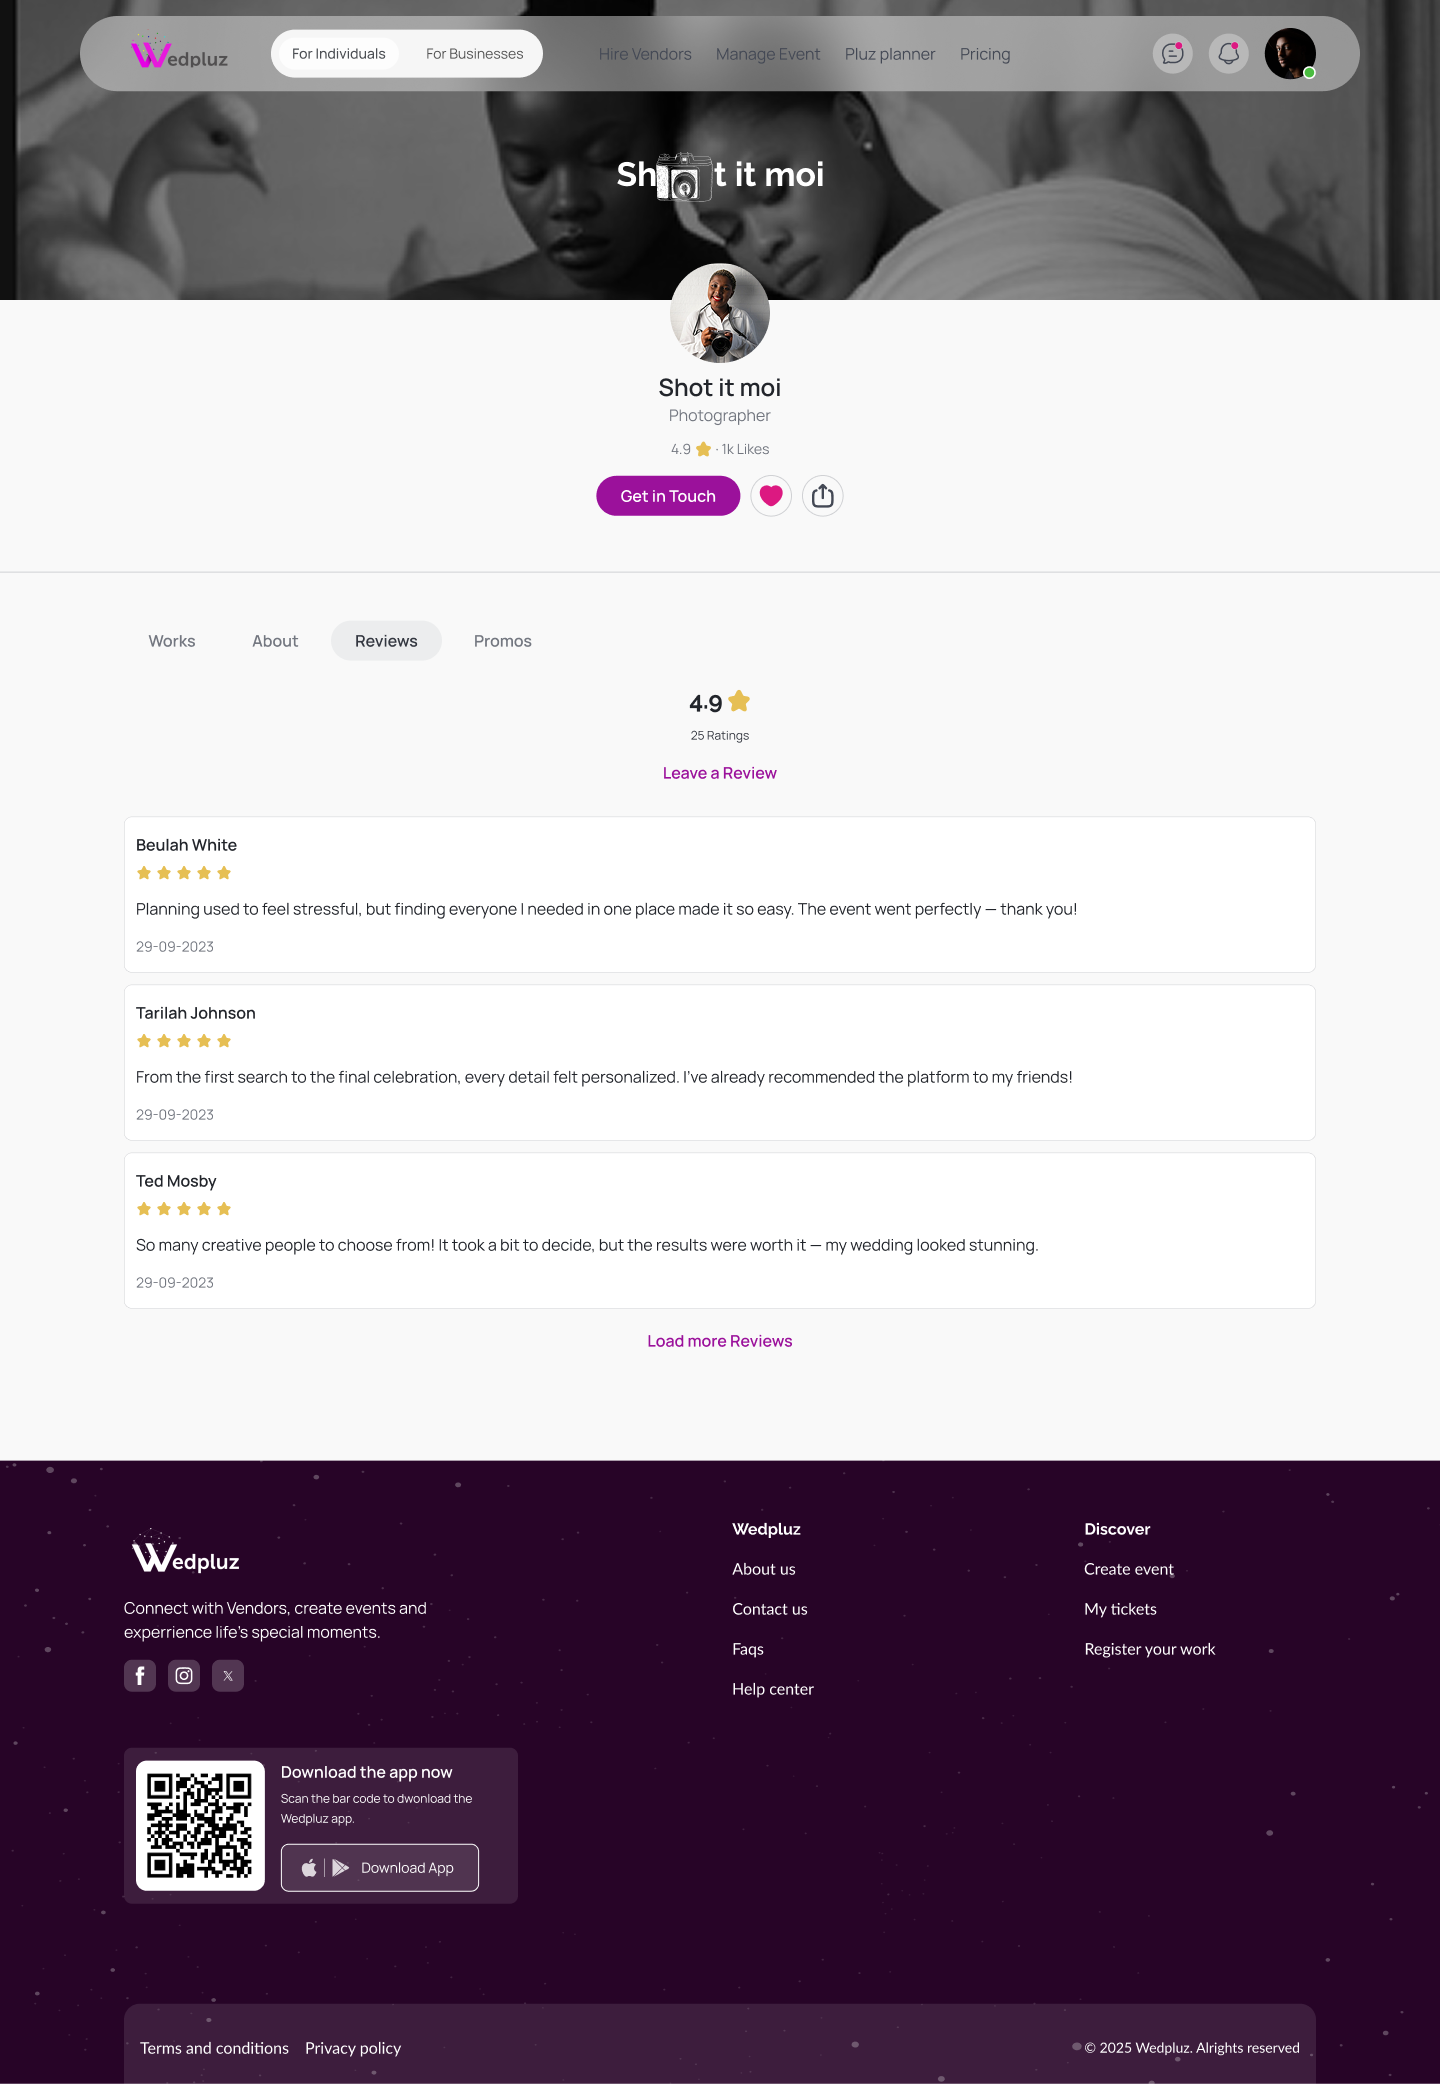 Wedpluz
For Individuals
For Businesses
Hire Vendors
Manage Event
Pluz planner
Pricing
Sh t it moi
Shot it moi
Photographer
4.9 · 1k Likes
Get in Touch
Works
About
Reviews
Promos
4.9
25 Ratings
Leave a Review
Beulah White
Planning used to feel stressful, but finding everyone I needed in one place made it so easy. The event went perfectly — thank you!
29-09-2023
Tarilah Johnson
From the first search to the final celebration, every detail felt personalized. I've already recommended the platform to my friends!
29-09-2023
Ted Mosby
So many creative people to choose from! It took a bit to decide, but the results were worth it — my wedding looked stunning.
29-09-2023
Load more Reviews
Wedpluz
Connect with Vendors, create events and
experrience life's special moments.
Download the app now
Scan the bar code to dwonload the
Wedpluz app.
Download App
Wedpluz
About us
Contact us
Faqs
Help center
Discover
Create event
My tickets
Register your work
Terms and conditions
Privacy policy
© 2025 Wedpluz. Alrights reserved